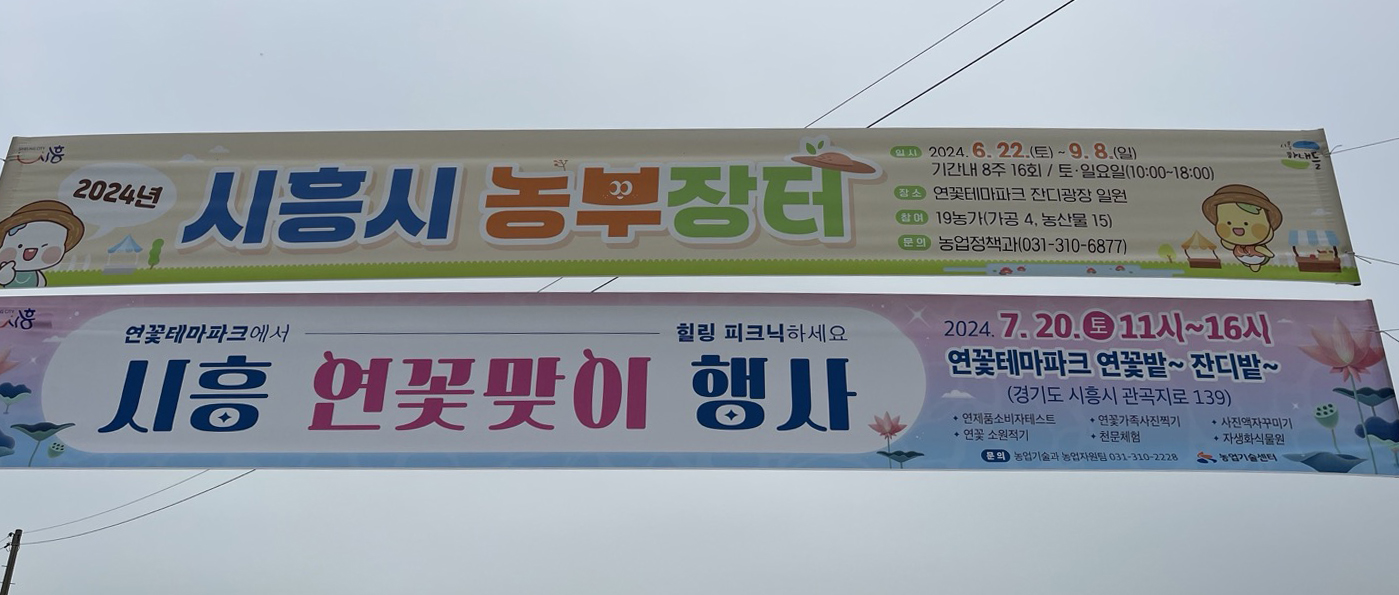 2024년
시흥시 농부장터
일시 2024. 6. 22.(토) ~ 9. 8.(일)
기간내 8주 16회 / 토·일요일(10:00~18:00)
장소 연꽃테마파크 잔디광장 일원
참여 19농가(가공 4, 농산물 15)
문의 농업정책과(031-310-6877)
연꽃테마파크에서
힐링 피크닉하세요
시흥 연꽃맞이 행사
2024. 7. 20. 토 11시~16시
연꽃테마파크 연꽃밭~ 잔디밭~
(경기도 시흥시 관곡지로 139)
• 연제품소비자테스트 • 연꽃가족사진찍기 • 사진액자꾸미기
• 연꽃 소원적기 • 천문체험 • 자생화식물원
문의 농업기술과 농업자원팀 031-310-2228 농업기술센터